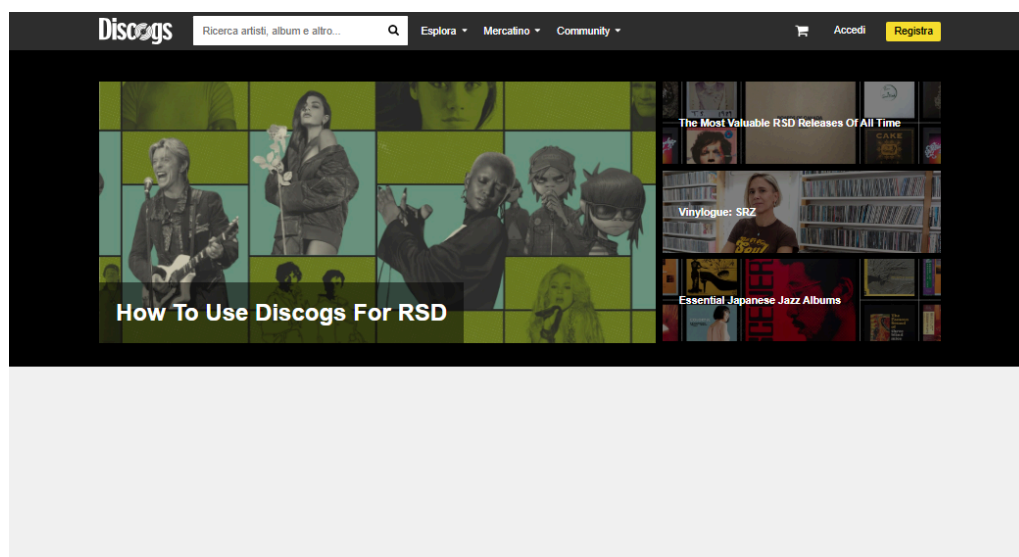 Discogs
Ricerca artisti, album e altro...
Esplora
Mercatino
Community
Accedi
Registra
How To Use Discogs For RSD
The Most Valuable RSD Releases Of All Time
CAKE
Vinylogue: SRZ
Essential Japanese Jazz Albums